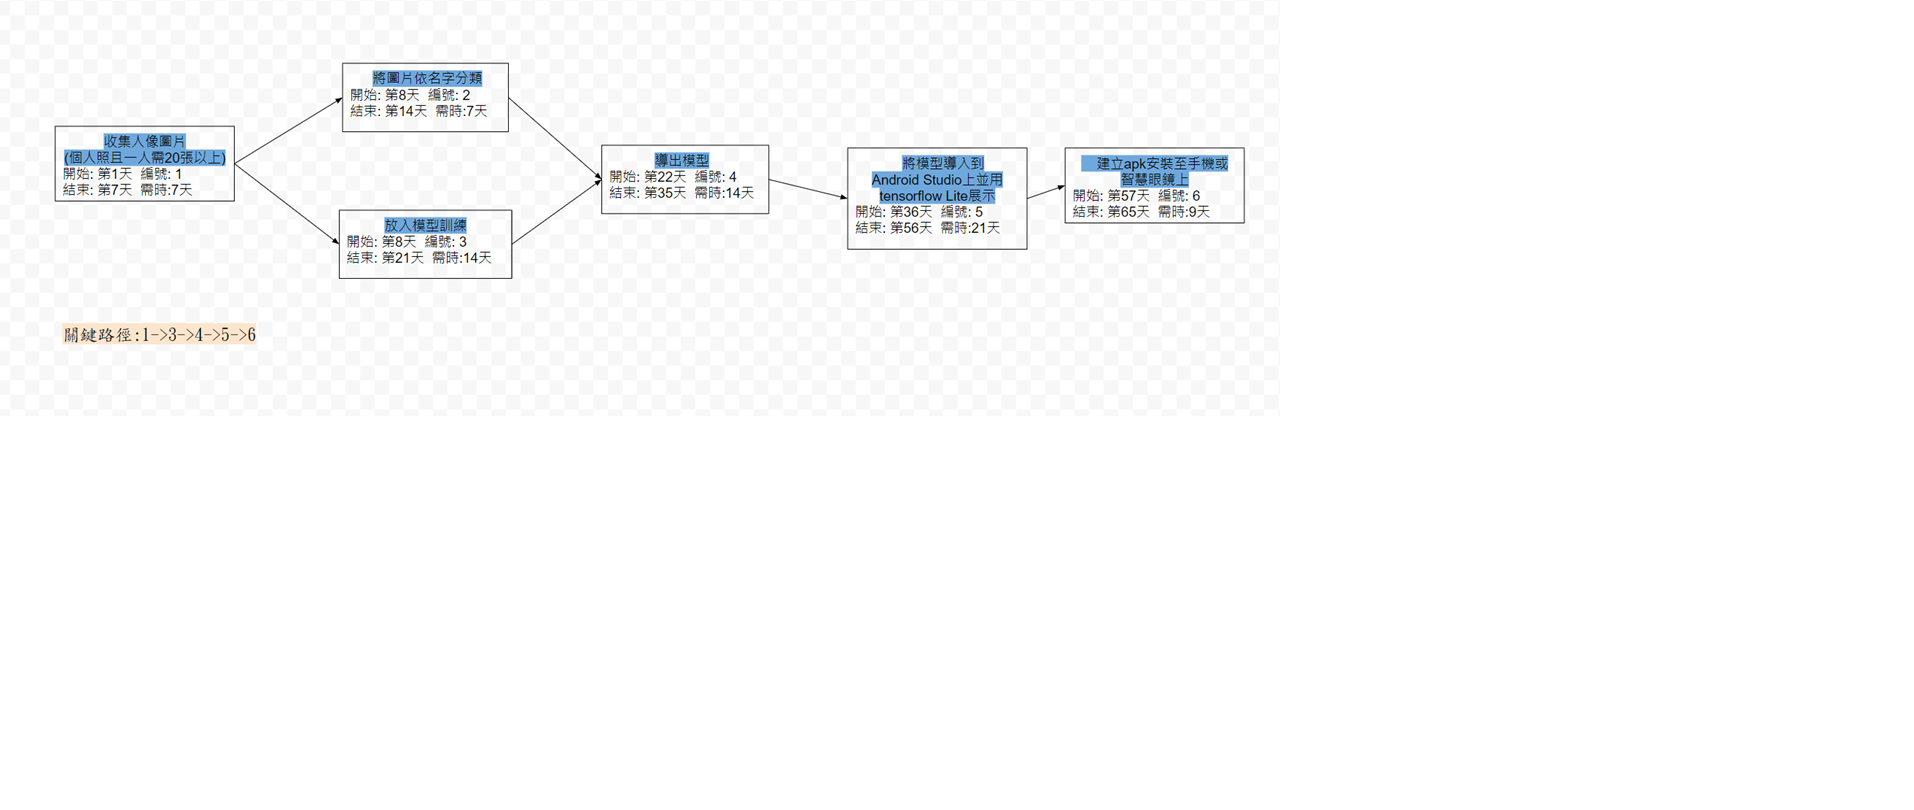 收集人像圖片
(個人照且一人需20張以上)
開始: 第1天 編號: 1
結束: 第7天 需時:7天
將圖片依名字分類
開始: 第8天 編號: 2
結束: 第14天 需時:7天
放入模型訓練
開始: 第8天 編號: 3
結束: 第21天 需時:14天
導出模型
開始: 第22天 編號: 4
結束: 第35天 需時:14天
將模型導入到
Android Studio上並用
tensorflow Lite展示
開始: 第36天 編號: 5
結束: 第56天 需時:21天
建立apk安裝至手機或
智慧眼鏡上
開始: 第57天 編號: 6
結束: 第65天 需時:9天
關鍵路徑:1->3->4->5->6